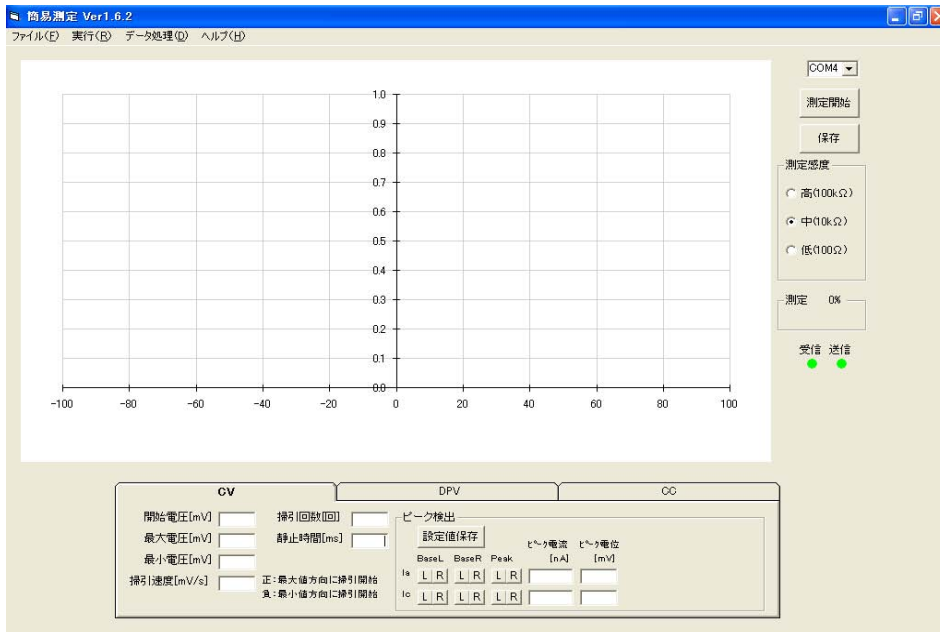 簡易測定 Ver1.6.2
ファイル(F) 実行(R) データ処理(D) ヘルプ(H)
COM4
測定開始
保存
測定感度
高(100kΩ)
中(10kΩ)
低(100Ω)
測定 0%
受信 送信
1.0
0.9
0.8
0.7
0.6
0.5
0.4
0.3
0.2
0.1
0.0
-100 -80 -60 -40 -20 0 20 40 60 80 100
CV DPV CC
開始電圧[mV]
最大電圧[mV]
最小電圧[mV]
掃引速度[mV/s]
掃引回数[回]
静止時間[ms]
正:最大値方向に掃引開始
負:最小値方向に掃引開始
ピーク検出
設定値保存
ピーク電流 ピーク電位
BaseL BaseR Peak [nA] [mV]
Ia L R L R L R
Ic L R L R L R